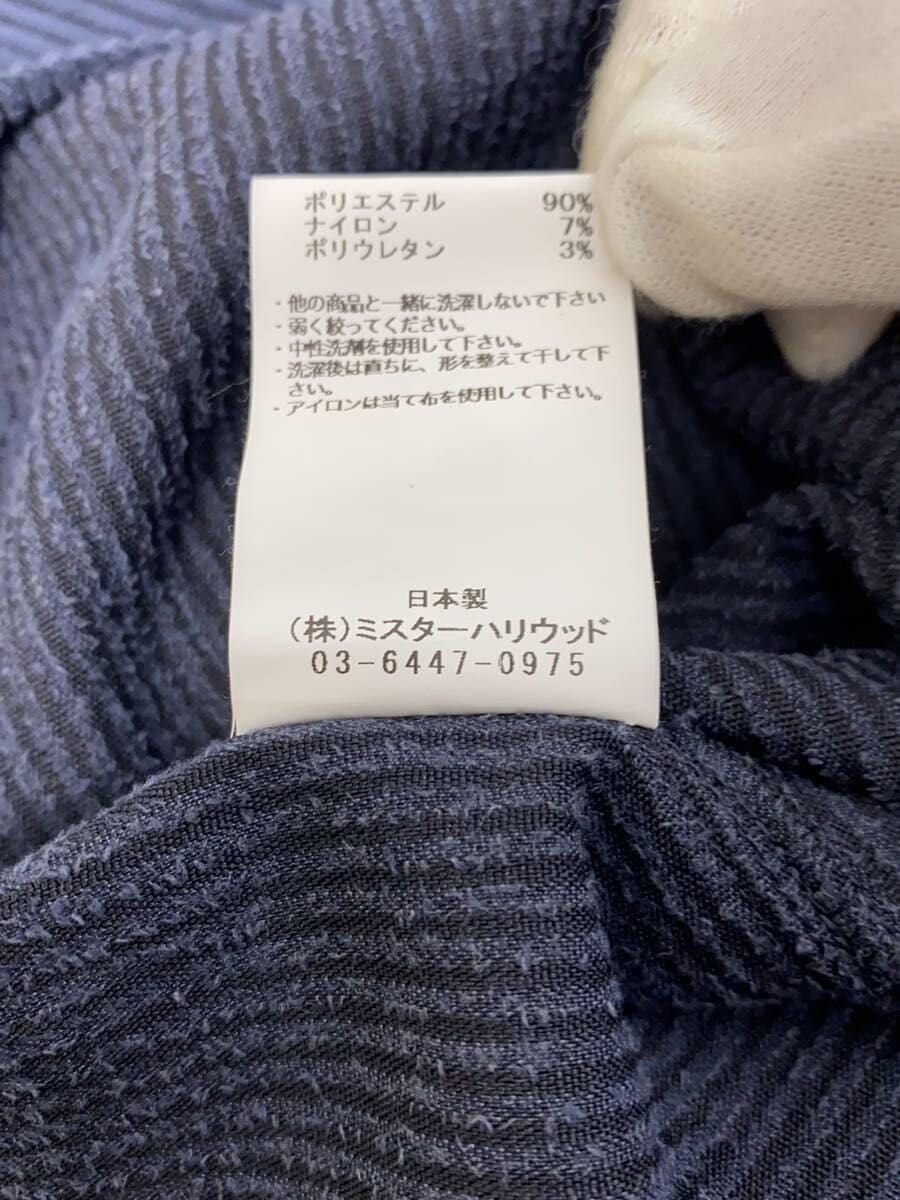 ポリエステル 90%
ナイロン 7%
ポリウレタン 3%
・他の商品と一緒に洗濯しないで下さい
・弱く絞ってください。
・中性洗剤を使用して下さい。
・洗濯後は直ちに、形を整えて干して下
さい。
・アイロンは当て布を使用して下さい。
日本製
(株)ミスターハリウッド
03-6447-0975